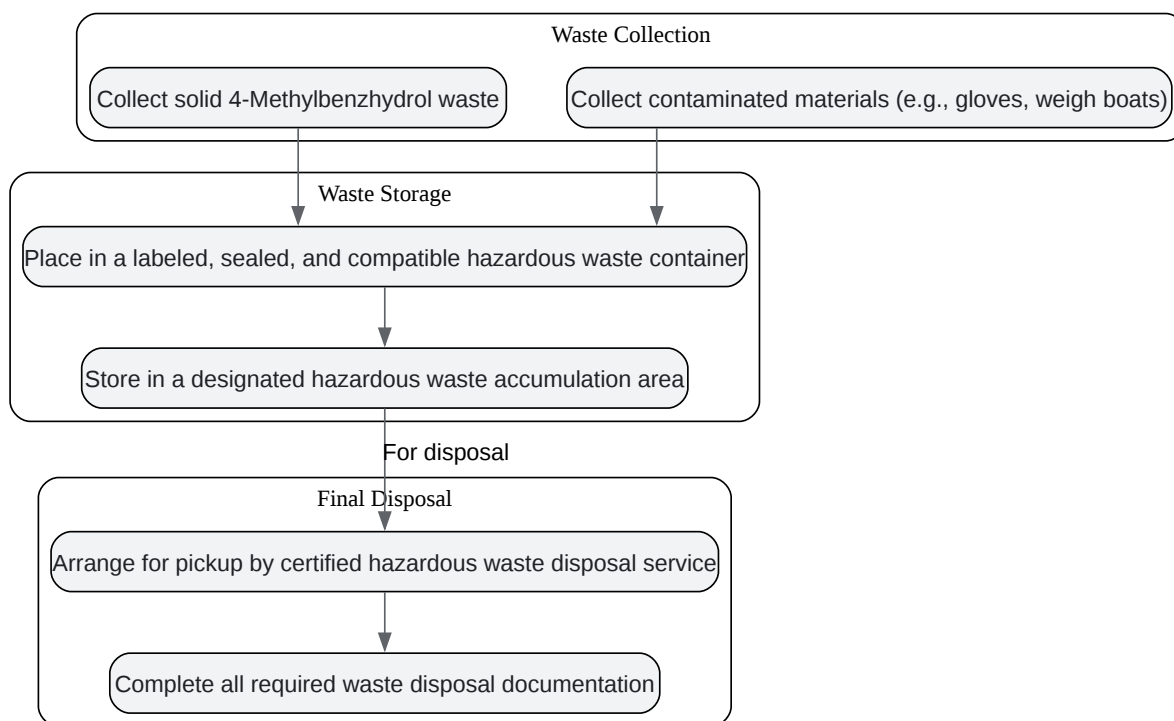 Waste Collection
Collect solid 4-Methylbenzhydrol waste
Collect contaminated materials (e.g., gloves, weigh boats)
Waste Storage
Place in a labeled, sealed, and compatible hazardous waste container
Store in a designated hazardous waste accumulation area
For disposal
Final Disposal
Arrange for pickup by certified hazardous waste disposal service
Complete all required waste disposal documentation